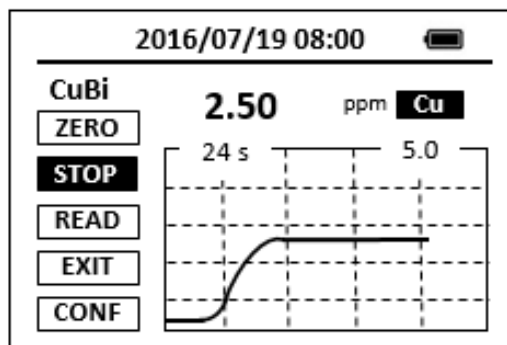 2016/07/19 08:00
CuBi
2.50 ppm Cu
ZERO
24 s 5.0
STOP
READ
EXIT
CONF